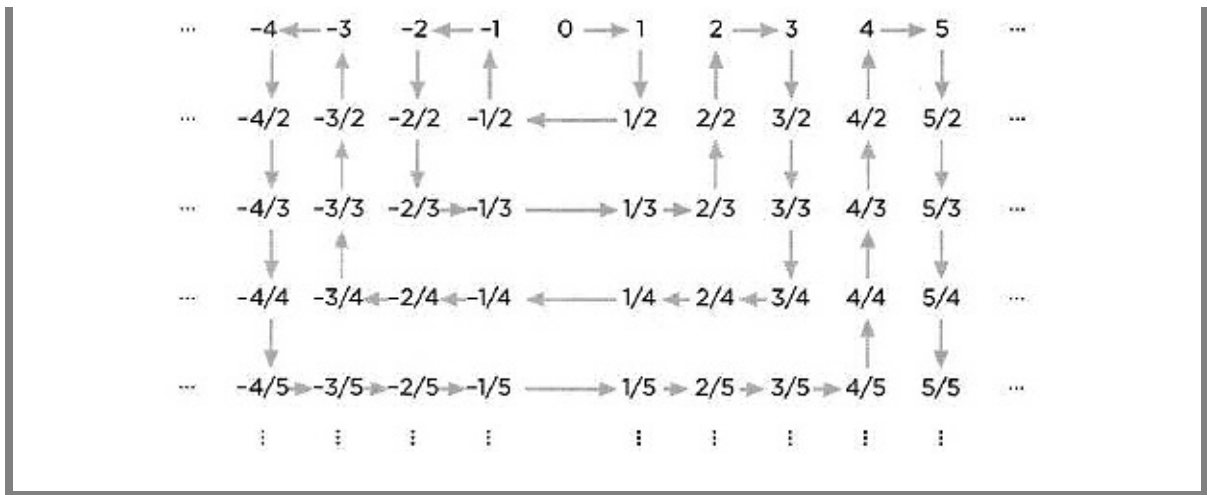 ... -4 -3 -2 -1 0 1 2 3 4 5 ...
... -4/2 -3/2 -2/2 -1/2 1/2 2/2 3/2 4/2 5/2 ...
... -4/3 -3/3 -2/3 -1/3 1/3 2/3 3/3 4/3 5/3 ...
... -4/4 -3/4 -2/4 -1/4 1/4 2/4 3/4 4/4 5/4 ...
... -4/5 -3/5 -2/5 -1/5 1/5 2/5 3/5 4/5 5/5 ...
⋮ ⋮ ⋮ ⋮ ⋮ ⋮ ⋮ ⋮ ⋮